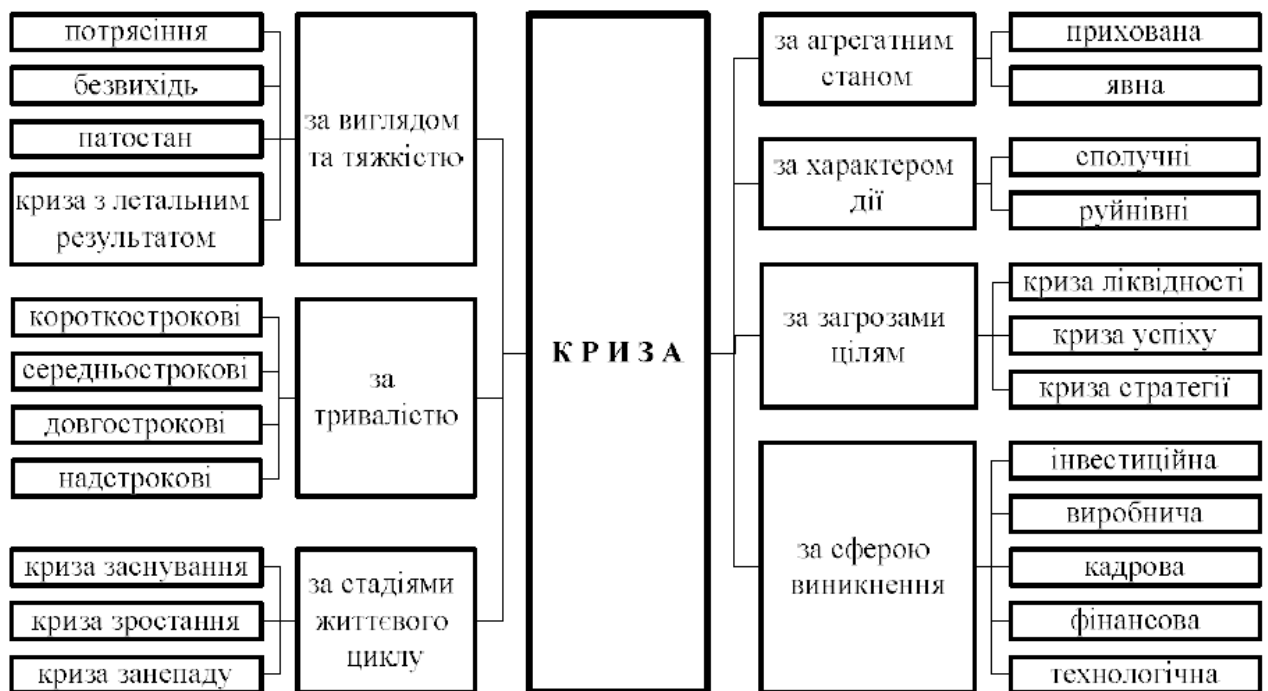 потрясіння
безвихідь
патостан
криза з летальним
результатом
за виглядом
та тяжкістю
короткострокові
середньострокові
довгострокові
надстрокові
за
тривалістю
криза заснування
криза зростання
криза занепаду
за стадіями
життєвого
циклу
К Р И З А
за агрегатним
станом
прихована
явна
за характером
дії
сполучні
руйнівні
за загрозами
цілям
криза ліквідності
криза успіху
криза стратегії
за сферою
виникнення
інвестиційна
виробнича
кадрова
фінансова
технологічна